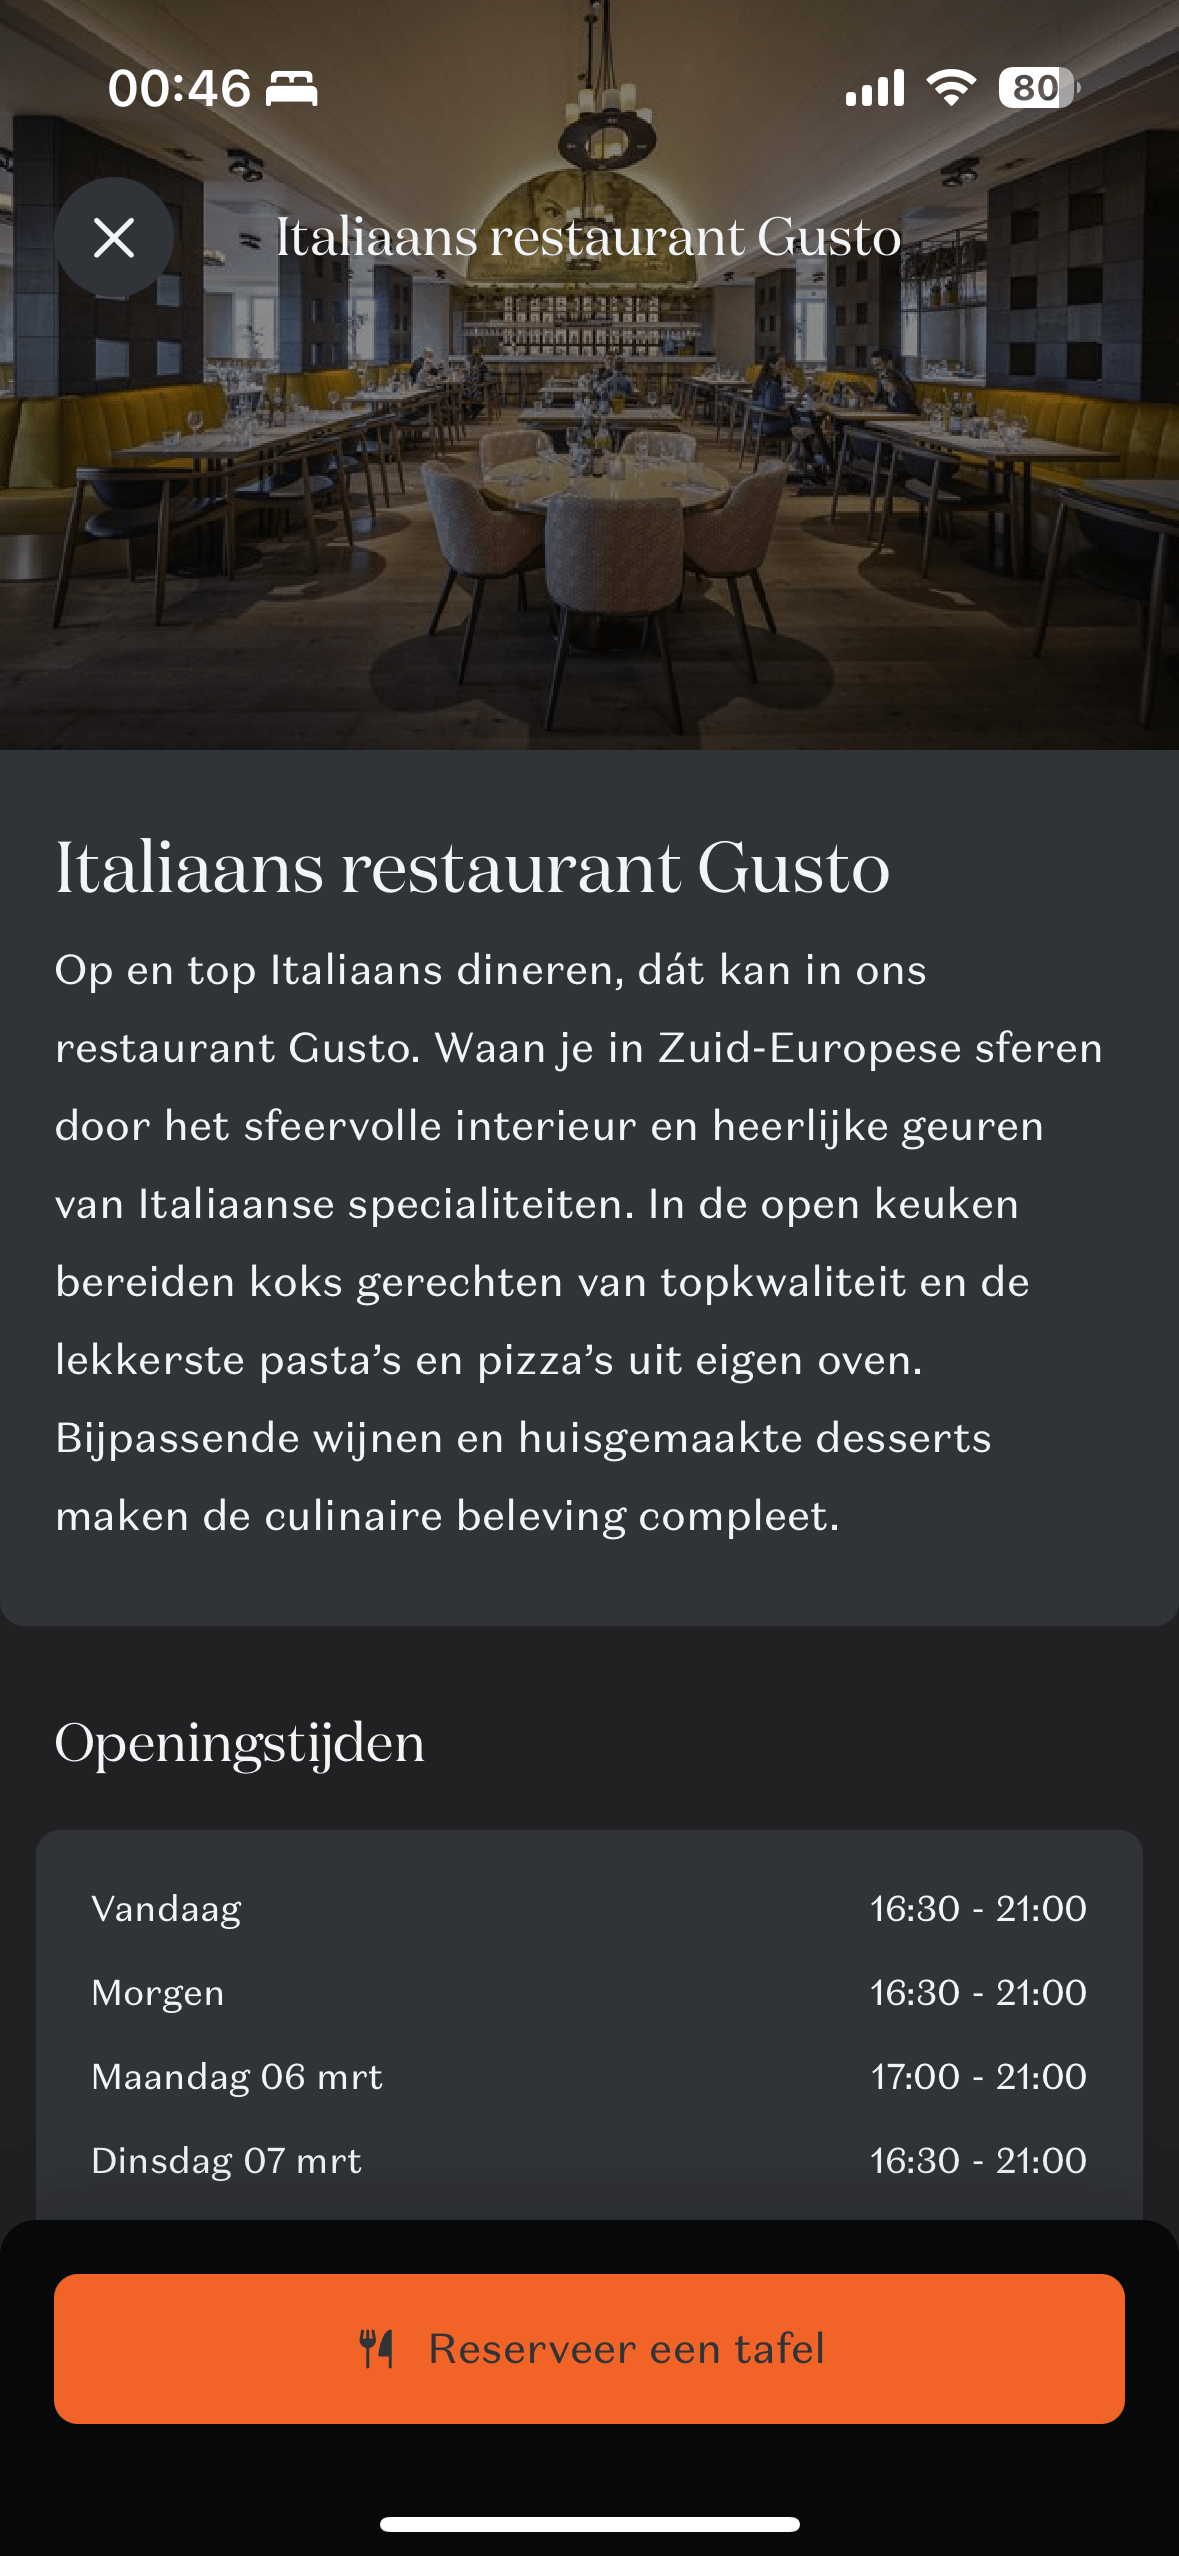 00:46
80
Italiaans restaurant Gusto
Italiaans restaurant Gusto
Op en top Italiaans dineren, dát kan in ons
restaurant Gusto. Waan je in Zuid-Europese sferen
door het sfeervolle interieur en heerlijke geuren
van Italiaanse specialiteiten. In de open keuken
bereiden koks gerechten van topkwaliteit en de
lekkerste pasta’s en pizza’s uit eigen oven.
Bijpassende wijnen en huisgemaakte desserts
maken de culinaire beleving compleet.
Openingstijden
Vandaag 16:30 - 21:00
Morgen 16:30 - 21:00
Maandag 06 mrt 17:00 - 21:00
Dinsdag 07 mrt 16:30 - 21:00
Reserveer een tafel